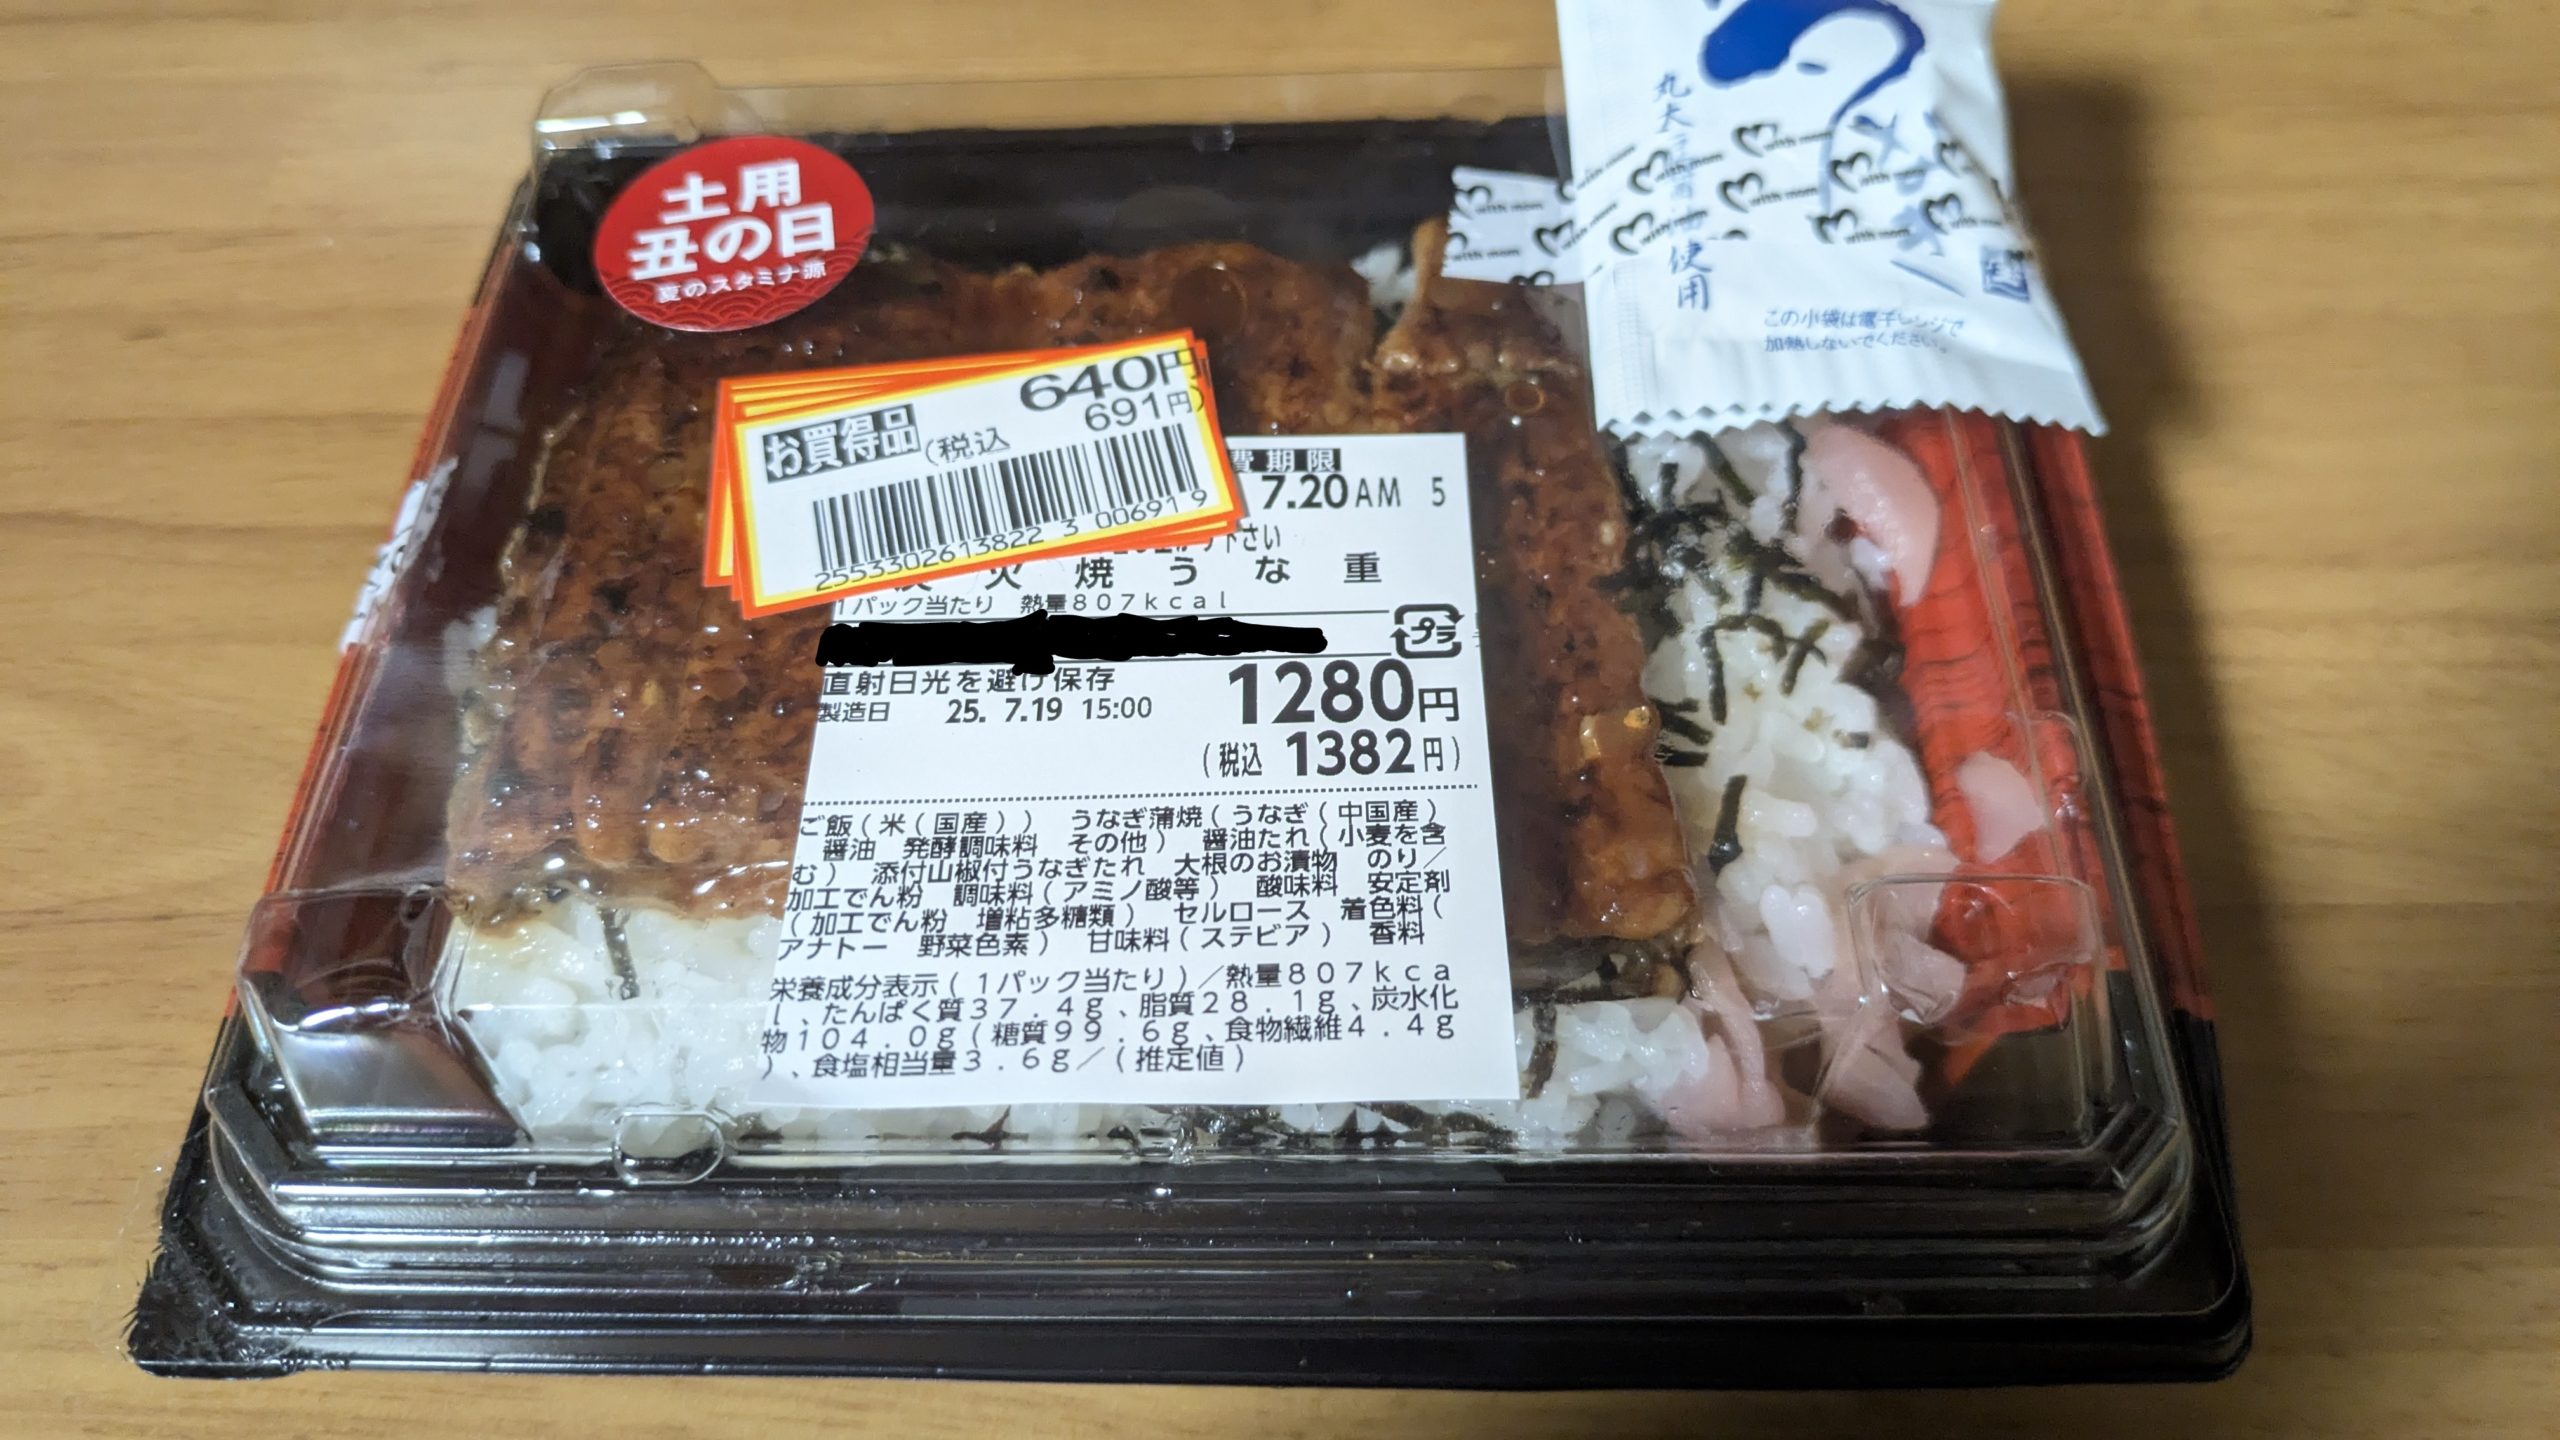 土用
丑の日
夏のスタミナ源
丸大
使用
with mom
この小袋は電子レンジで
加熱しないでください。
640円
お買得品 (税込 691円)
2553302613822 3 00691 9
費期限
7.20AM 5
下さい
火焼うな重
1パック当たり 熱量807kcal
プラ
直射日光を避け保存
製造日 25. 7.19 15:00
1280円
(税込 1382円)
ご飯(米(国産)) うなぎ蒲焼(うなぎ(中国産)
醤油 発酵調味料 その他) 醤油たれ(小麦を含
む) 添付山椒付うなぎたれ 大根のお漬物 のり/
加工でん粉 調味料(アミノ酸等) 酸味料 安定剤
(加工でん粉 増粘多糖類) セルロース 着色料(
アナトー 野菜色素) 甘味料(ステビア) 香料
栄養成分表示(1パック当たり)/熱量807kca
l、たんぱく質37.4g、脂質28.1g、炭水化
物104.0g(糖質99.6g、食物繊維4.4g
)、食塩相当量3.6g/(推定値)